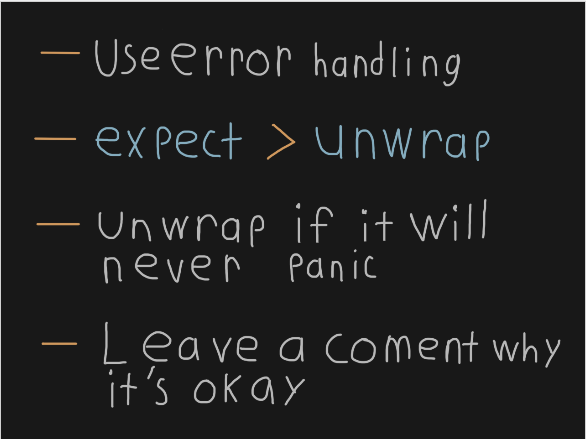 — Use error handling
— expect > unwrap
— Unwrap if it will
never panic
— Leave a coment why
it's okay